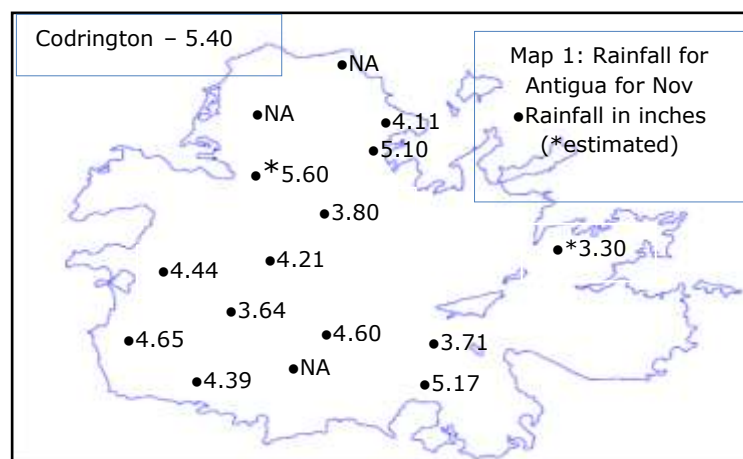 Codrington – 5.40
Map 1: Rainfall for
Antigua for Nov
•Rainfall in inches
(*estimated)
•NA
•NA
•4.11
•5.10
•*5.60
•3.80
•*3.30
•4.21
•4.44
•3.64
•4.60
•4.65
•3.71
•NA
•4.39
•5.17